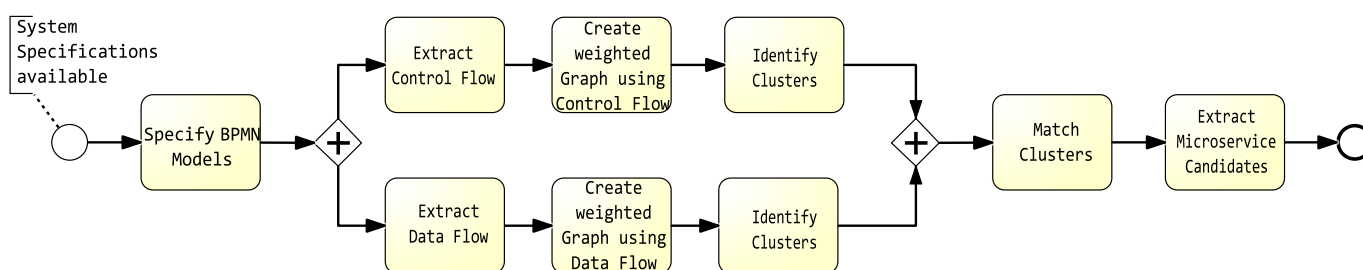 System
Specifications
available
Specify BPMN
Models
Extract
Control Flow
Create
weighted
Graph using
Control Flow
Identify
Clusters
Extract
Data Flow
Create
weighted
Graph using
Data Flow
Identify
Clusters
Match
Clusters
Extract
Microservice
Candidates